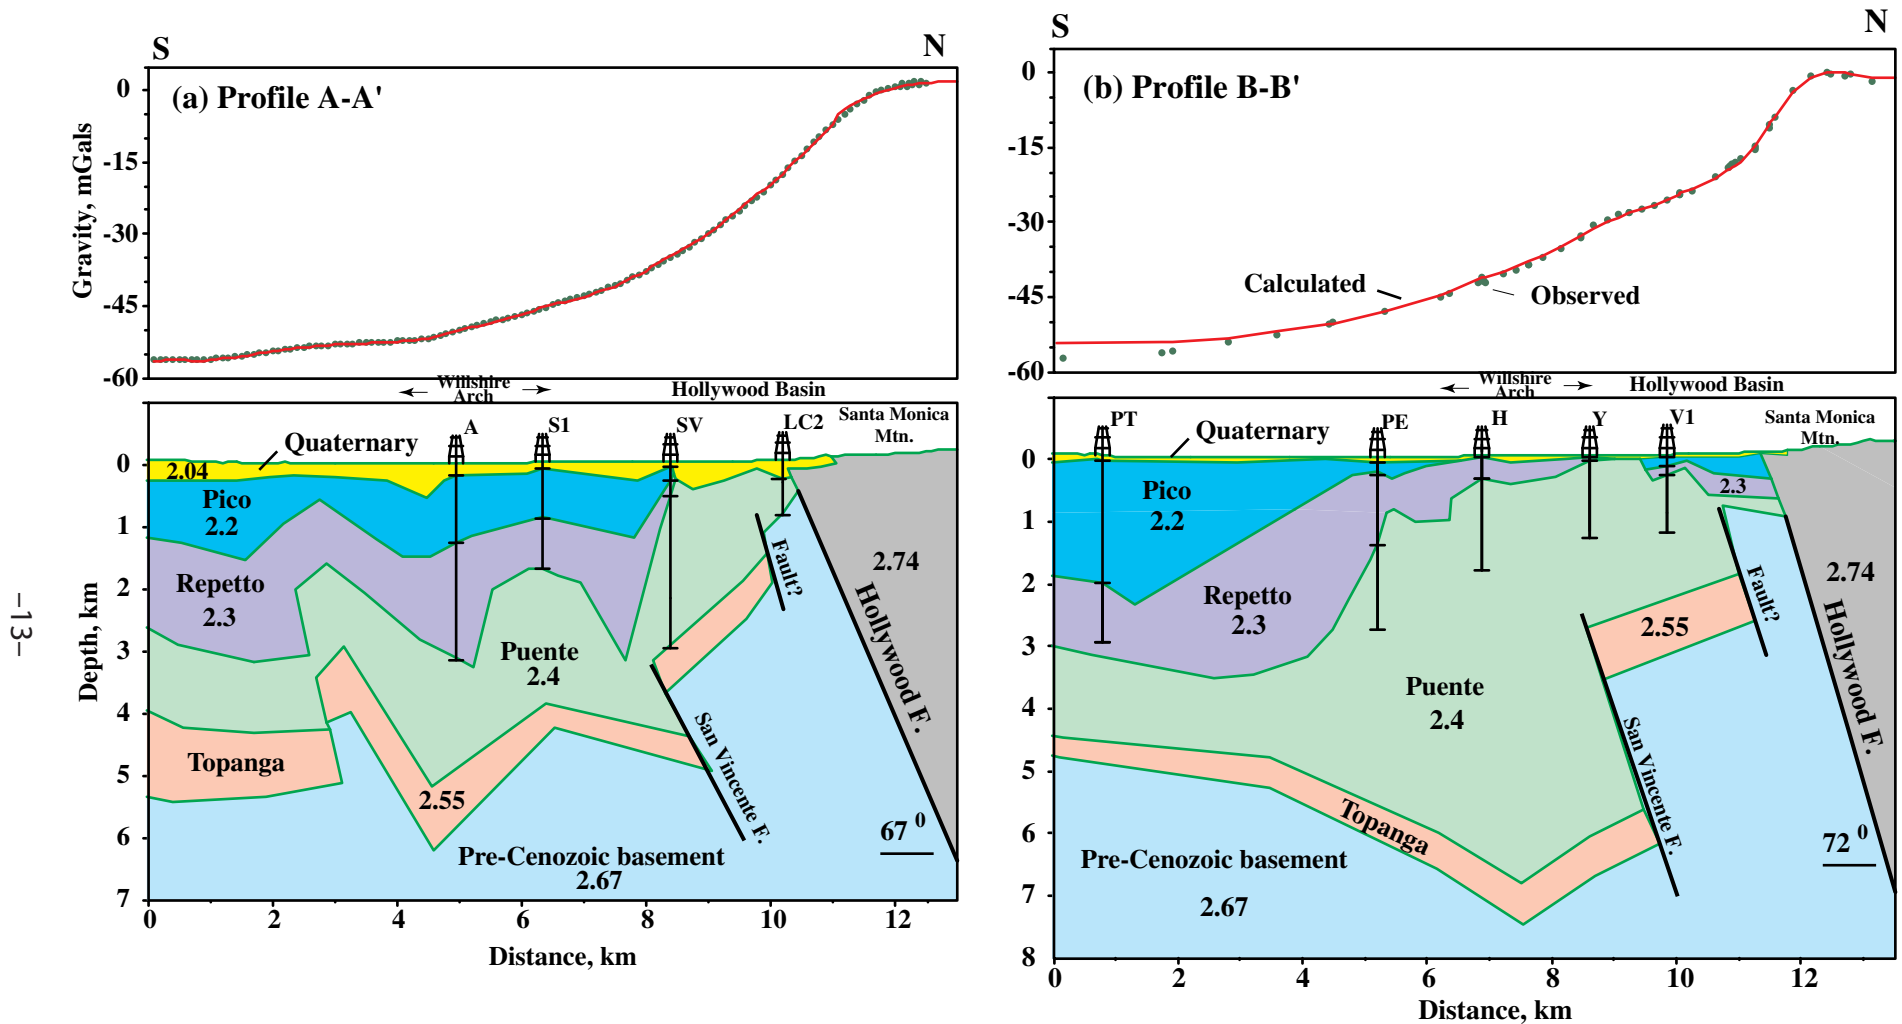 S
N
(a) Profile A-A'
0
-15
-30
-45
-60
Gravity, mGals
Willshire
Arch
Hollywood Basin
A
S1
SV
LC2
Santa Monica
Mtn.
Quaternary
2.04
Pico
2.2
Repetto
2.3
Puente
2.4
Topanga
2.55
Pre-Cenozoic basement
2.67
2.74
Fault?
Hollywood F.
San Vincente F.
67 0
0
1
2
3
4
5
6
7
Depth, km
0
2
4
6
8
10
12
Distance, km
–13–
S
N
(b) Profile B-B'
0
-15
-30
-45
-60
Calculated
Observed
Willshire
Arch
Hollywood Basin
PT
PE
H
Y
V1
Santa Monica
Mtn.
Quaternary
Pico
2.2
2.3
Repetto
2.3
2.55
Puente
2.4
Topanga
Pre-Cenozoic basement
2.67
2.74
Fault?
Hollywood F.
San Vincente F.
72 0
0
1
2
3
4
5
6
7
8
0
2
4
6
8
10
12
Distance, km